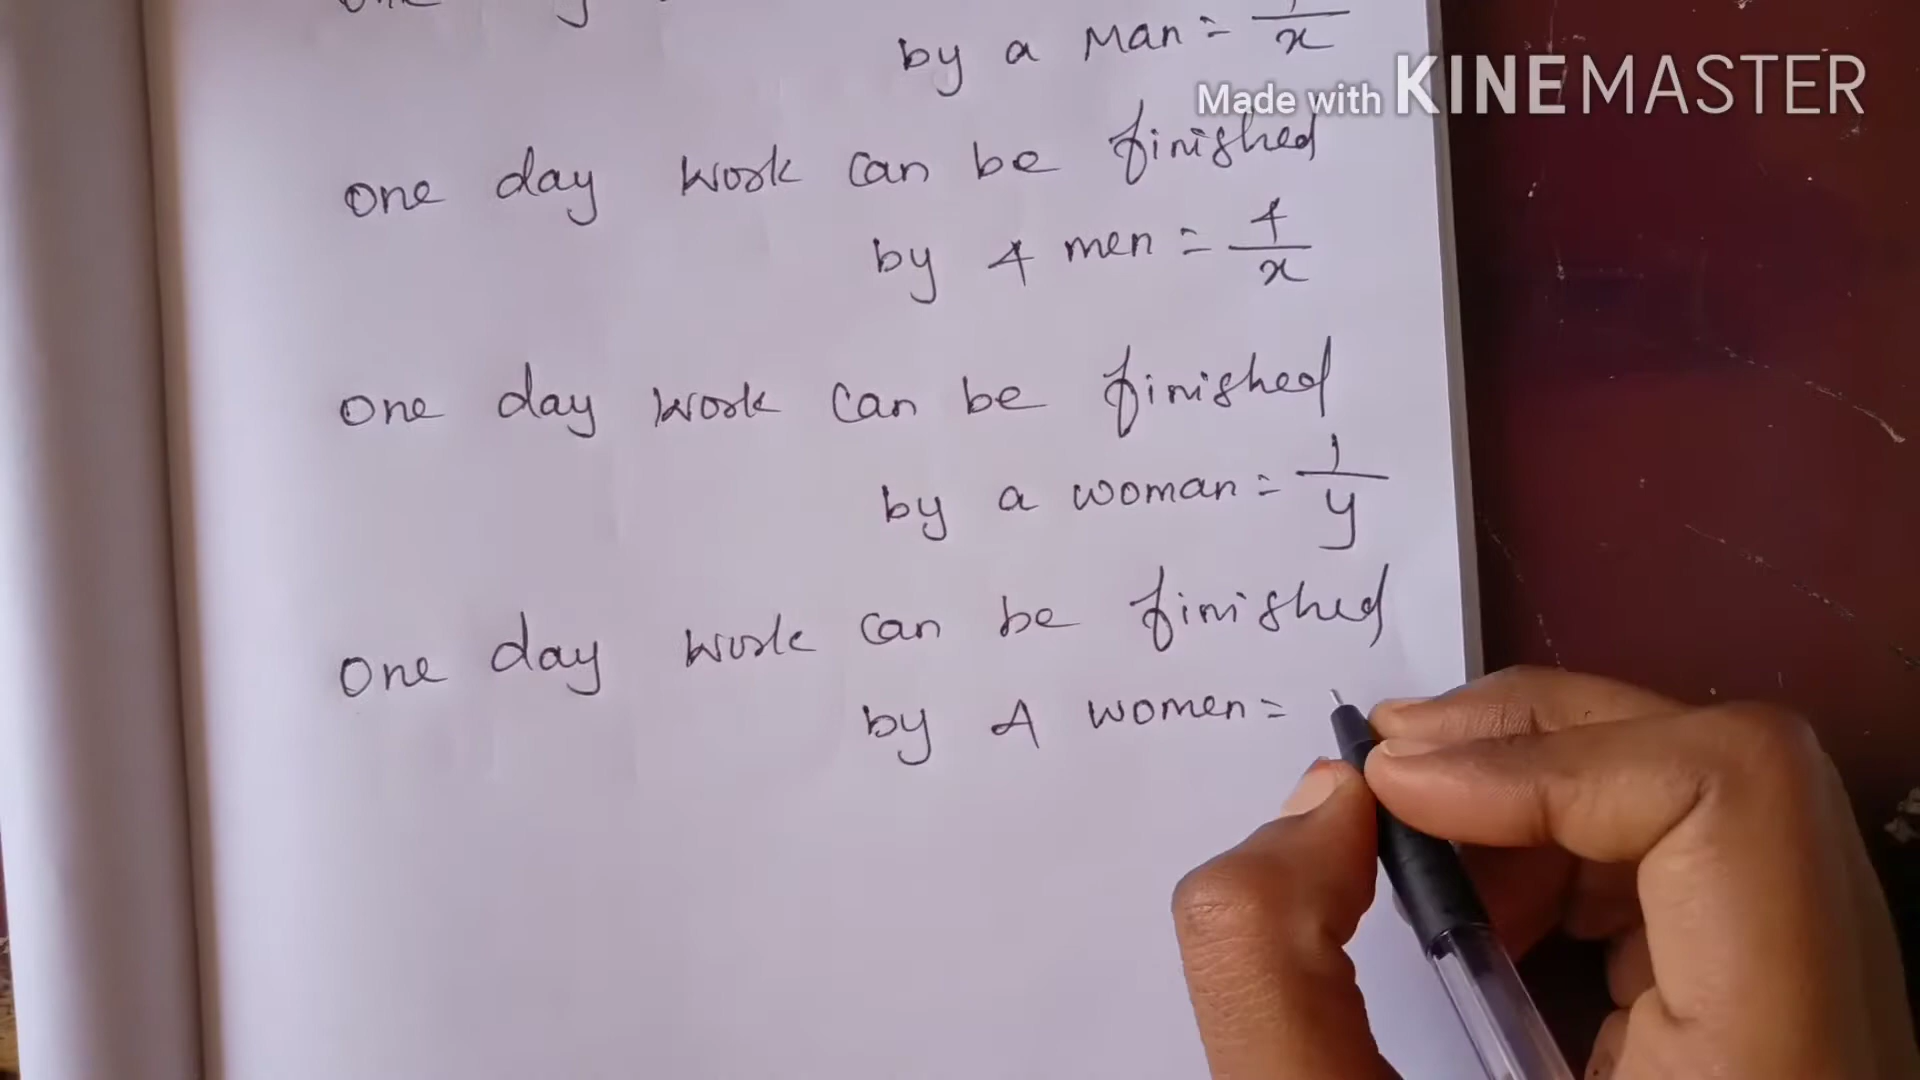 by a Man = 1/x
Made with KINEMASTER
one day work can be finished
by 4 men = 4/x
one day work can be finished
by a woman = 1/y
One day work can be finished
by 4 women =